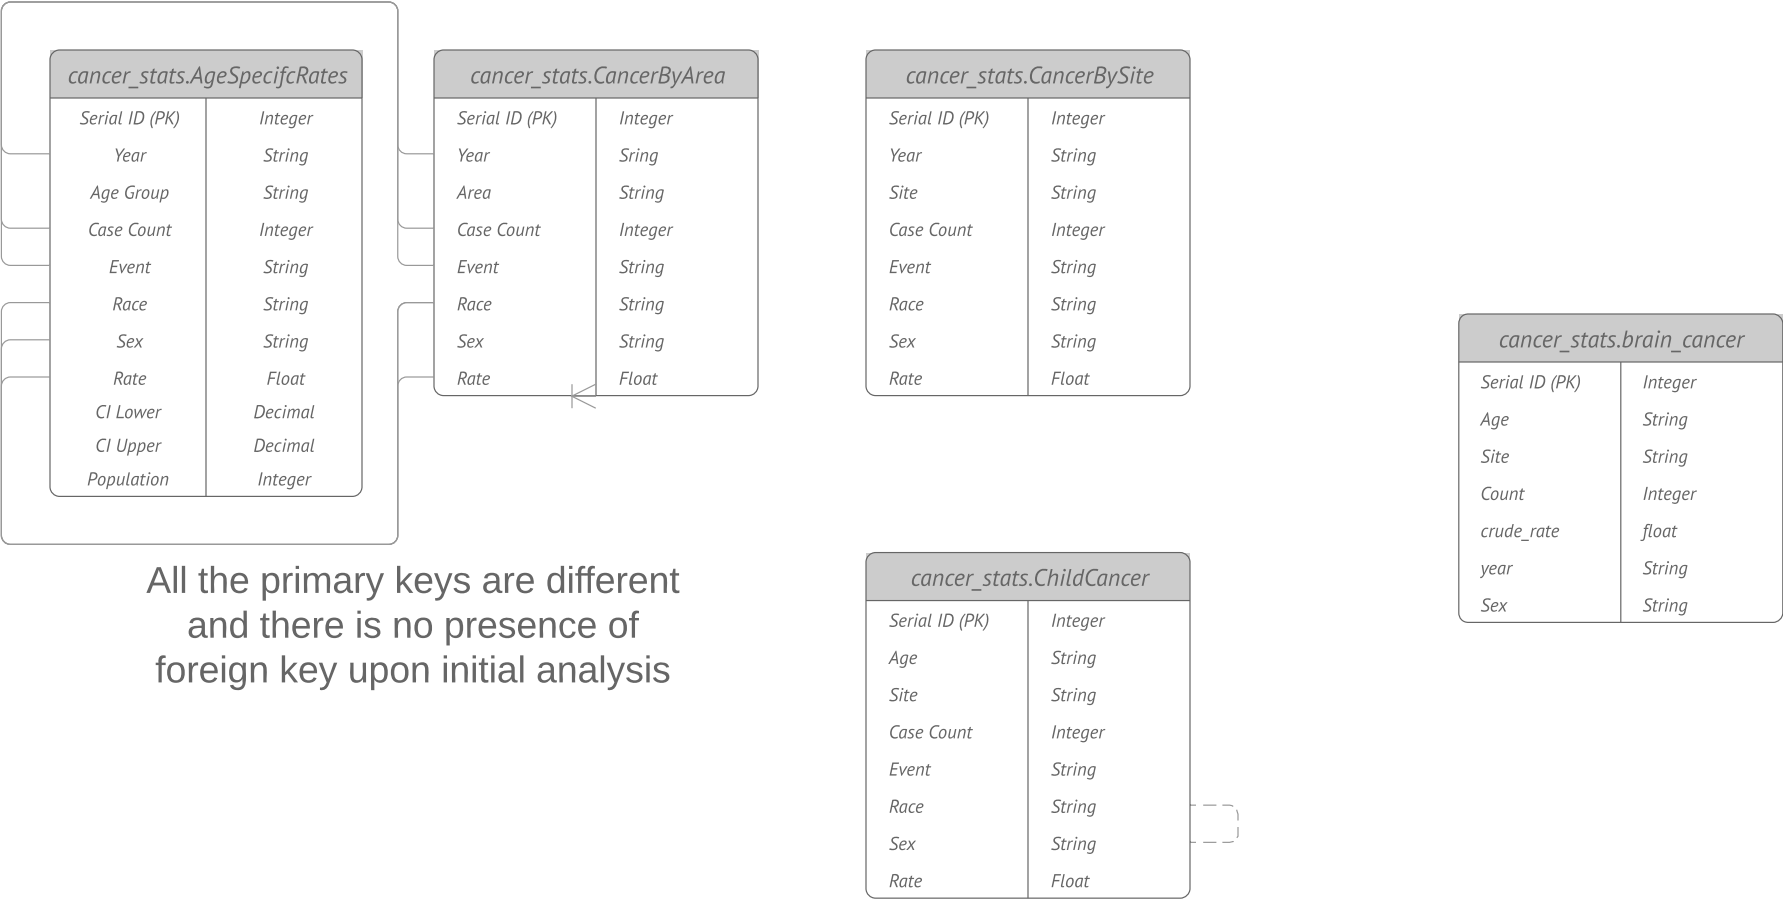 cancer_stats.AgeSpecifcRates
Serial ID (PK) Integer
Year String
Age Group String
Case Count Integer
Event String
Race String
Sex String
Rate Float
CI Lower Decimal
CI Upper Decimal
Population Integer
cancer_stats.CancerByArea
Serial ID (PK) Integer
Year Sring
Area String
Case Count Integer
Event String
Race String
Sex String
Rate Float
cancer_stats.CancerBySite
Serial ID (PK) Integer
Year String
Site String
Case Count Integer
Event String
Race String
Sex String
Rate Float
cancer_stats.brain_cancer
Serial ID (PK) Integer
Age String
Site String
Count Integer
crude_rate float
year String
Sex String
All the primary keys are different
and there is no presence of
foreign key upon initial analysis
cancer_stats.ChildCancer
Serial ID (PK) Integer
Age String
Site String
Case Count Integer
Event String
Race String
Sex String
Rate Float